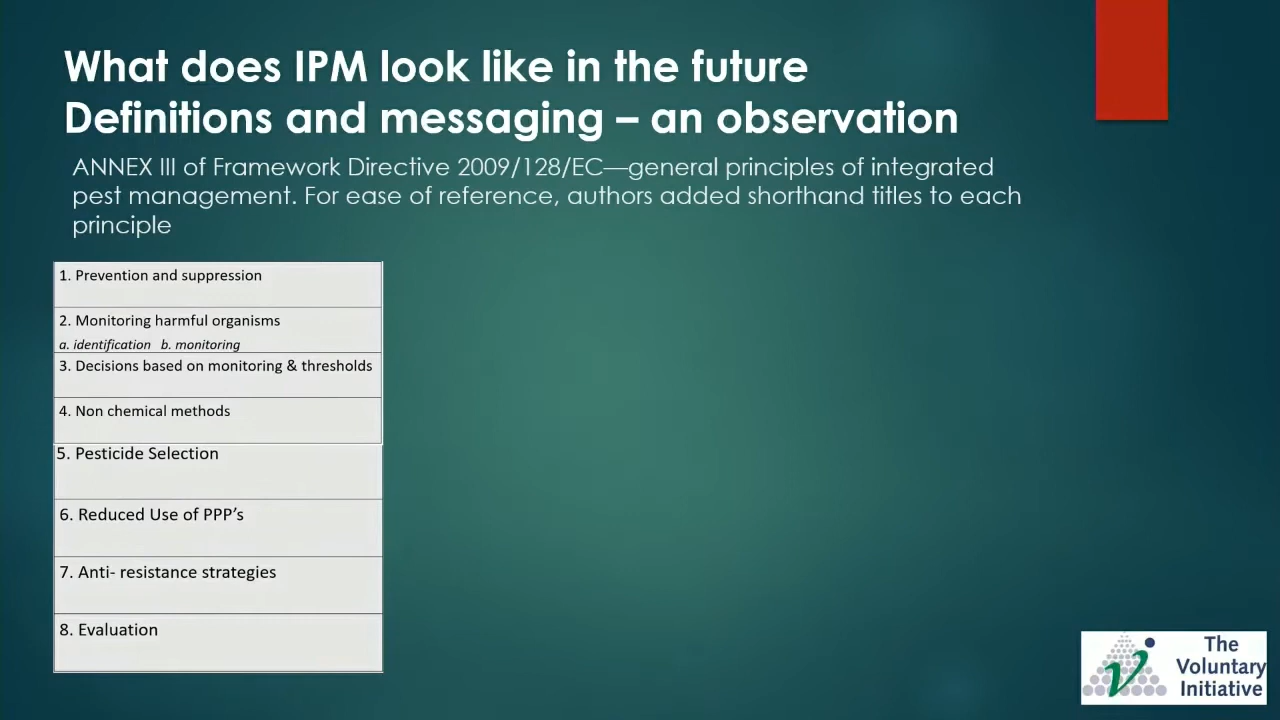 What does IPM look like in the future
Definitions and messaging – an observation
ANNEX III of Framework Directive 2009/128/EC—general principles of integrated
pest management. For ease of reference, authors added shorthand titles to each
principle
1. Prevention and suppression
2. Monitoring harmful organisms
a. identification b. monitoring
3. Decisions based on monitoring & thresholds
4. Non chemical methods
5. Pesticide Selection
6. Reduced Use of PPP's
7. Anti- resistance strategies
8. Evaluation
The
Voluntary
Initiative